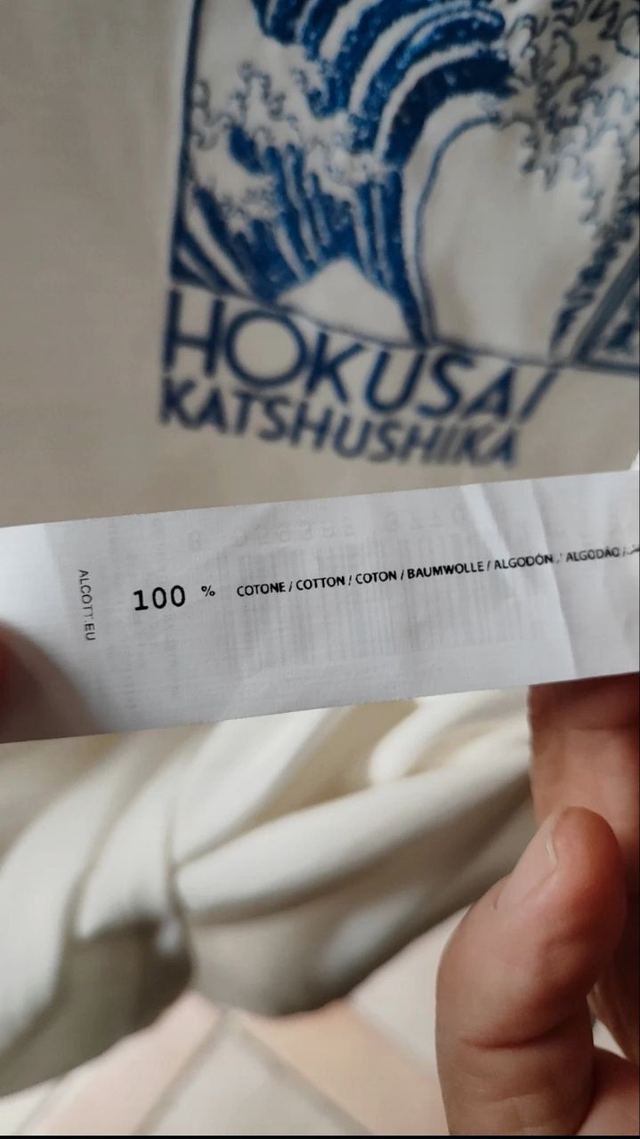 HOKUSAI
KATSHUSHIKA
ALCOTT.EU
100 % COTONE / COTTON / COTON / BAUMWOLLE / ALGODÓN / ALGODÃO /